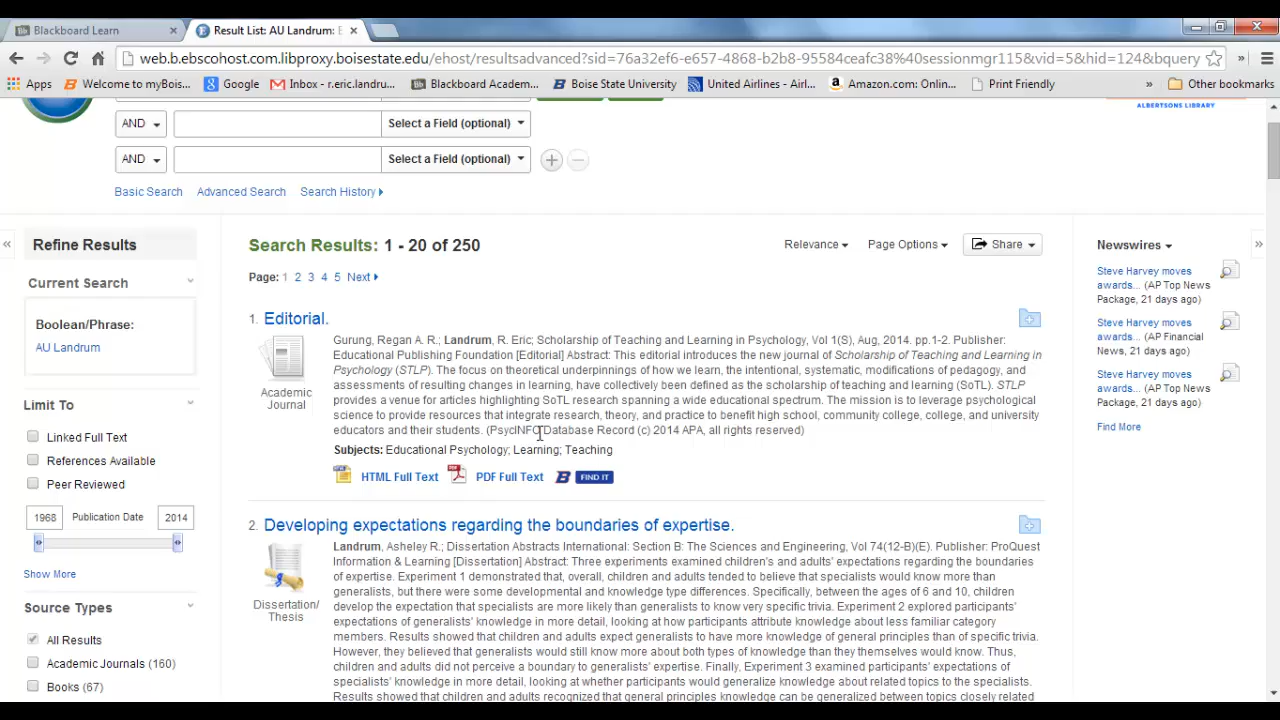 Blackboard Learn
Result List: AU Landrum: E
web.b.ebscohost.com.libproxy.boisestate.edu/ehost/resultsadvanced?sid=76a32ef6-e657-4868-b2b8-95584ceafc38%40sessionmgr115&vid=5&hid=124&bquery
Apps Welcome to myBois... Google Inbox - r.eric.landru... Blackboard Academ... Boise State University United Airlines - Airl... Amazon.com: Onlin... Print Friendly » Other bookmarks
ALBERTSONS LIBRARY
AND Select a Field (optional)
AND Select a Field (optional)
Basic Search Advanced Search Search History
Refine Results
Current Search
Boolean/Phrase:
AU Landrum
Limit To
Linked Full Text
References Available
Peer Reviewed
1968 Publication Date 2014
Show More
Source Types
All Results
Academic Journals (160)
Books (67)
Search Results: 1 - 20 of 250
Relevance Page Options Share
Page: 1 2 3 4 5 Next
1. Editorial.
Academic
Journal
Gurung, Regan A. R.; Landrum, R. Eric; Scholarship of Teaching and Learning in Psychology, Vol 1(S), Aug, 2014. pp.1-2. Publisher:
Educational Publishing Foundation [Editorial] Abstract: This editorial introduces the new journal of Scholarship of Teaching and Learning in
Psychology (STLP). The focus on theoretical underpinnings of how we learn, the intentional, systematic, modifications of pedagogy, and
assessments of resulting changes in learning, have collectively been defined as the scholarship of teaching and learning (SoTL). STLP
provides a venue for articles highlighting SoTL research spanning a wide educational spectrum. The mission is to leverage psychological
science to provide resources that integrate research, theory, and practice to benefit high school, community college, college, and university
educators and their students. (PsycINFO Database Record (c) 2014 APA, all rights reserved)
Subjects: Educational Psychology; Learning; Teaching
HTML Full Text PDF Full Text B FIND IT
2. Developing expectations regarding the boundaries of expertise.
Dissertation/
Thesis
Landrum, Asheley R.; Dissertation Abstracts International: Section B: The Sciences and Engineering, Vol 74(12-B)(E). Publisher: ProQuest
Information & Learning [Dissertation] Abstract: Three experiments examined children's and adults' expectations regarding the boundaries
of expertise. Experiment 1 demonstrated that, overall, children and adults tended to believe that specialists would know more than
generalists, but there were some developmental and knowledge type differences. Specifically, between the ages of 6 and 10, children
develop the expectation that specialists are more likely than generalists to know very specific trivia. Experiment 2 explored participants'
expectations of generalists' knowledge in more detail, looking at how participants attribute knowledge about less familiar category
members. Results showed that children and adults expect generalists to have more knowledge of general principles than of specific trivia.
However, they believed that generalists would still know more about both types of knowledge than they themselves would know. Thus,
children and adults did not perceive a boundary to generalists' expertise. Finally, Experiment 3 examined participants' expectations of
specialists' knowledge in more detail, looking at whether participants would generalize knowledge about related topics to the specialists.
Results showed that children and adults recognized that general principles knowledge can be generalized between topics closely related
Newswires
Steve Harvey moves
awards... (AP Top News
Package, 21 days ago)
Steve Harvey moves
awards... (AP Financial
News, 21 days ago)
Steve Harvey moves
awards... (AP Top News
Package, 21 days ago)
Find More